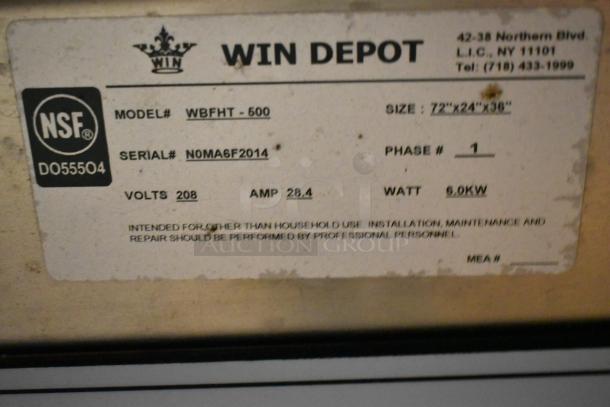 WIN
WIN DEPOT
42-38 Northern Blvd.
L.I.C., NY 11101
Tel: (718) 433-1999
NSF®
DO55504
MODEL# WBFHT - 500
SIZE : 72"x24"x36"
SERIAL# N0MA6F2014
PHASE # 1
VOLTS 208 AMP 28.4 WATT 6.0KW
INTENDED FOR OTHER THAN HOUSEHOLD USE. INSTALLATION, MAINTENANCE AND
REPAIR SHOULD BE PERFORMED BY PROFESSIONAL PERSONNEL.
AUCTION GROUP
MEA #